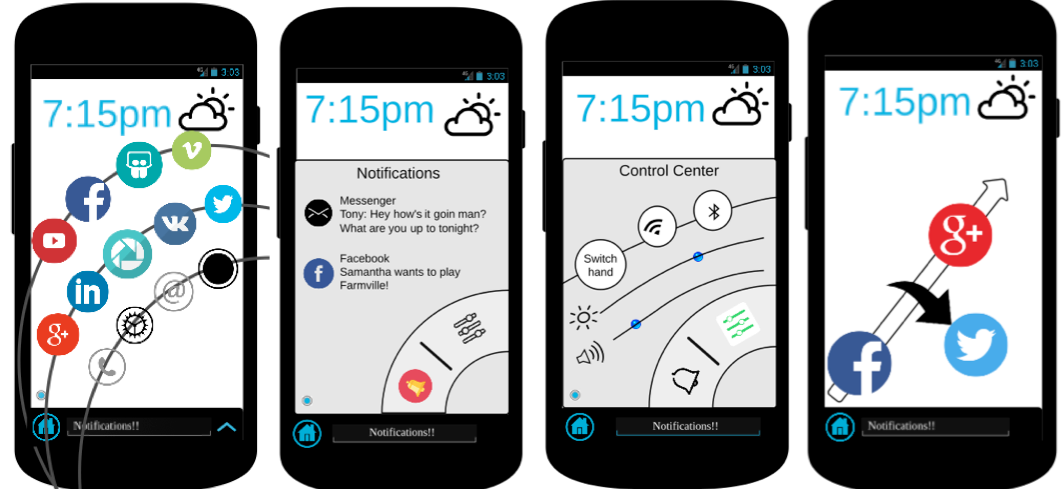 3:03
7:15pm
Notifications!!
3:03
7:15pm
Notifications
Messenger
Tony: Hey how's it goin man?
What are you up to tonight?
Facebook
Samantha wants to play
Farmville!
Notifications!!
3:03
7:15pm
Control Center
Switch
hand
Notifications!!
3:03
7:15pm
g+
f
Notifications!!